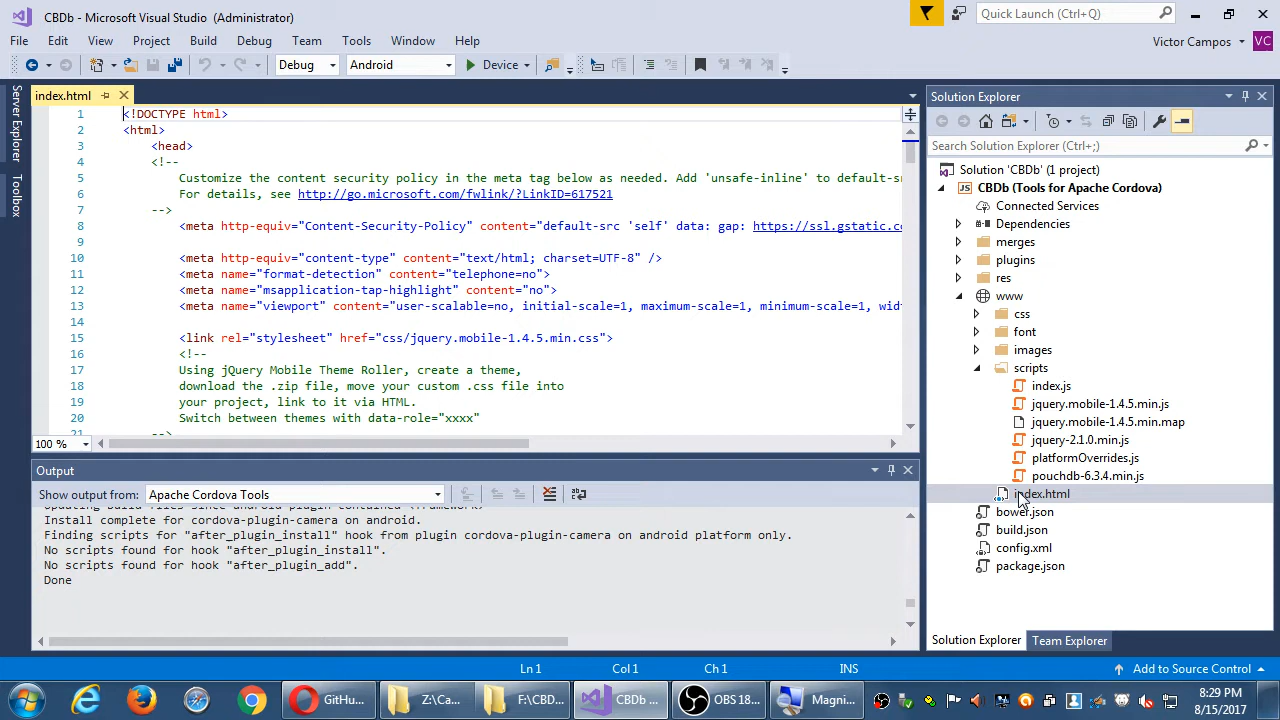 CBDb - Microsoft Visual Studio (Administrator)
Quick Launch (Ctrl+Q)
File Edit View Project Build Debug Team Tools Window Help
Victor Campos VC
Debug Android Device
Server Explorer
Toolbox
index.html
1 <!DOCTYPE html>
2 <html>
3 <head>
4 <!--
5 Customize the content security policy in the meta tag below as needed. Add 'unsafe-inline' to default-sr
6 For details, see http://go.microsoft.com/fwlink/?LinkID=617521
7 -->
8 <meta http-equiv="Content-Security-Policy" content="default-src 'self' data: gap: https://ssl.gstatic.co
9
10 <meta http-equiv="content-type" content="text/html; charset=UTF-8" />
11 <meta name="format-detection" content="telephone=no">
12 <meta name="msapplication-tap-highlight" content="no">
13 <meta name="viewport" content="user-scalable=no, initial-scale=1, maximum-scale=1, minimum-scale=1, wid
14
15 <link rel="stylesheet" href="css/jquery.mobile-1.4.5.min.css">
16 <!--
17 Using jQuery Mobile Theme Roller, create a theme,
18 download the .zip file, move your custom .css file into
19 your project, link to it via HTML.
20 Switch between themes with data-role="xxxx"
21 -->
100 %
Output
Show output from: Apache Cordova Tools
Install complete for cordova-plugin-camera on android.
Finding scripts for "after_plugin_install" hook from plugin cordova-plugin-camera on android platform only.
No scripts found for hook "after_plugin_install".
No scripts found for hook "after_plugin_add".
Done
Solution Explorer
Search Solution Explorer (Ctrl+;)
Solution 'CBDb' (1 project)
JS CBDb (Tools for Apache Cordova)
Connected Services
Dependencies
merges
plugins
res
www
css
font
images
scripts
index.js
jquery.mobile-1.4.5.min.js
jquery.mobile-1.4.5.min.map
jquery-2.1.0.min.js
platformOverrides.js
pouchdb-6.3.4.min.js
index.html
bower.json
build.json
config.xml
package.json
Solution Explorer Team Explorer
Ln 1 Col 1 Ch 1 INS Add to Source Control
GitHu... Z:\Ca... F:\CBD... CBDb ... OBS 18... Magni...
8:29 PM
8/15/2017